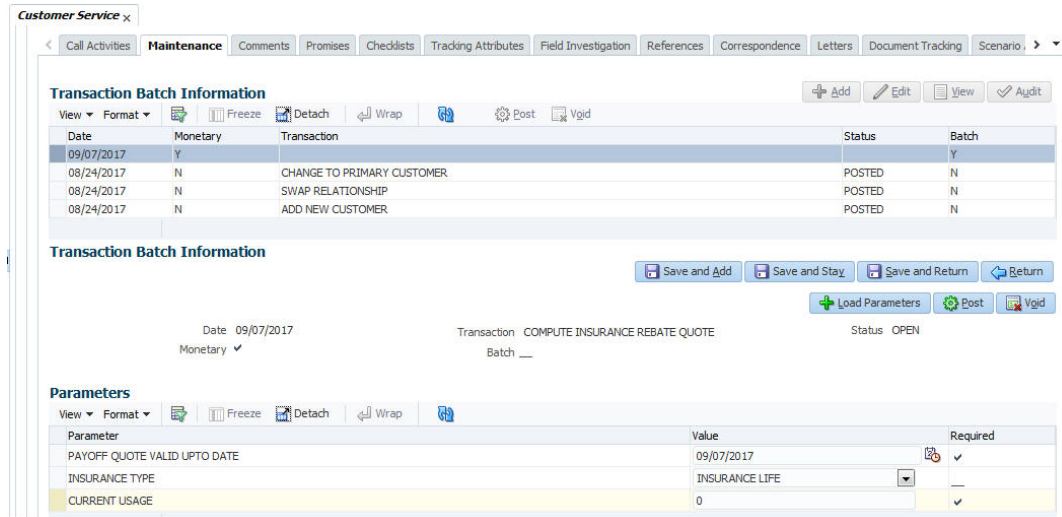 Customer Service x
Call Activities Maintenance Comments Promises Checklists Tracking Attributes Field Investigation References Correspondence Letters Document Tracking Scenario
Transaction Batch Information
Add Edit View Audit
View Format Freeze Detach Wrap Post Void
Date Monetary Transaction Status Batch
09/07/2017 Y Y
08/24/2017 N CHANGE TO PRIMARY CUSTOMER POSTED N
08/24/2017 N SWAP RELATIONSHIP POSTED N
08/24/2017 N ADD NEW CUSTOMER POSTED N
Transaction Batch Information
Save and Add Save and Stay Save and Return Return
Load Parameters Post Void
Date 09/07/2017 Transaction COMPUTE INSURANCE REBATE QUOTE Status OPEN
Monetary Batch
Parameters
View Format Freeze Detach Wrap
Parameter Value Required
PAYOFF QUOTE VALID UPTO DATE 09/07/2017
INSURANCE TYPE INSURANCE LIFE
CURRENT USAGE 0